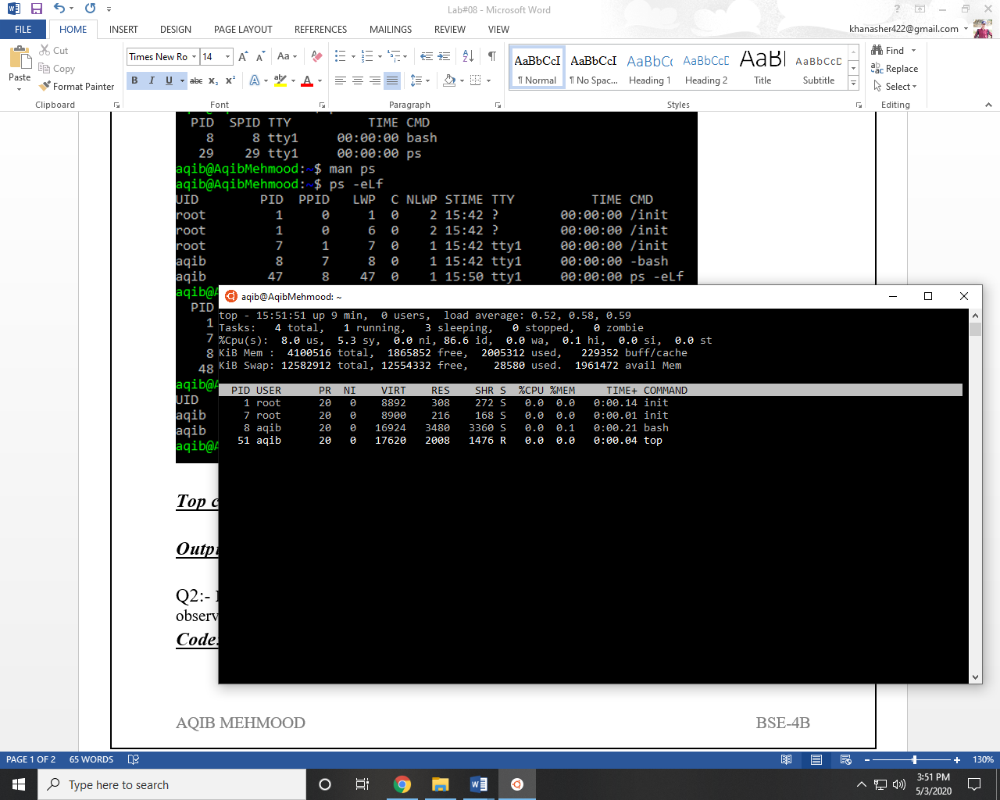 Lab#08 - Microsoft Word
FILE HOME INSERT DESIGN PAGE LAYOUT REFERENCES MAILINGS REVIEW VIEW khanasher422@gmail.com
Paste
Cut
Copy
Format Painter
Clipboard
Times New Ro 14
B I U abc x₂ x²
Font
Paragraph
AaBbCcI AaBbCcI AaBbC AaBbCcD AaBl AaBbCcD
¶ Normal ¶ No Spac... Heading 1 Heading 2 Title Subtitle
Styles
Find
Replace
Select
Editing
PID SPID TTY TIME CMD
8 8 tty1 00:00:00 bash
29 29 tty1 00:00:00 ps
aqib@AqibMehmood:~$ man ps
aqib@AqibMehmood:~$ ps -eLf
UID PID PPID LWP C NLWP STIME TTY TIME CMD
root 1 0 1 0 2 15:42 ? 00:00:00 /init
root 1 0 6 0 2 15:42 ? 00:00:00 /init
root 7 1 7 0 1 15:42 tty1 00:00:00 /init
aqib 8 7 8 0 1 15:42 tty1 00:00:00 -bash
aqib 47 8 47 0 1 15:50 tty1 00:00:00 ps -eLf
aqib@
PID
1
7
8
48
aqib@
UID
aqib
aqib
aqib@
aqib@AqibMehmood: ~
top - 15:51:51 up 9 min, 0 users, load average: 0.52, 0.58, 0.59
Tasks: 4 total, 1 running, 3 sleeping, 0 stopped, 0 zombie
%Cpu(s): 8.0 us, 5.3 sy, 0.0 ni, 86.6 id, 0.0 wa, 0.1 hi, 0.0 si, 0.0 st
KiB Mem : 4100516 total, 1865852 free, 2005312 used, 229352 buff/cache
KiB Swap: 12582912 total, 12554332 free, 28580 used. 1961472 avail Mem
PID USER PR NI VIRT RES SHR S %CPU %MEM TIME+ COMMAND
1 root 20 0 8892 308 272 S 0.0 0.0 0:00.14 init
7 root 20 0 8900 216 168 S 0.0 0.0 0:00.01 init
8 aqib 20 0 16924 3480 3360 S 0.0 0.1 0:00.21 bash
51 aqib 20 0 17620 2008 1476 R 0.0 0.0 0:00.04 top
Top c
Outp
Q2:-
observ
Code:
AQIB MEHMOOD BSE-4B
PAGE 1 OF 2 65 WORDS 130%
Type here to search
3:51 PM
5/3/2020